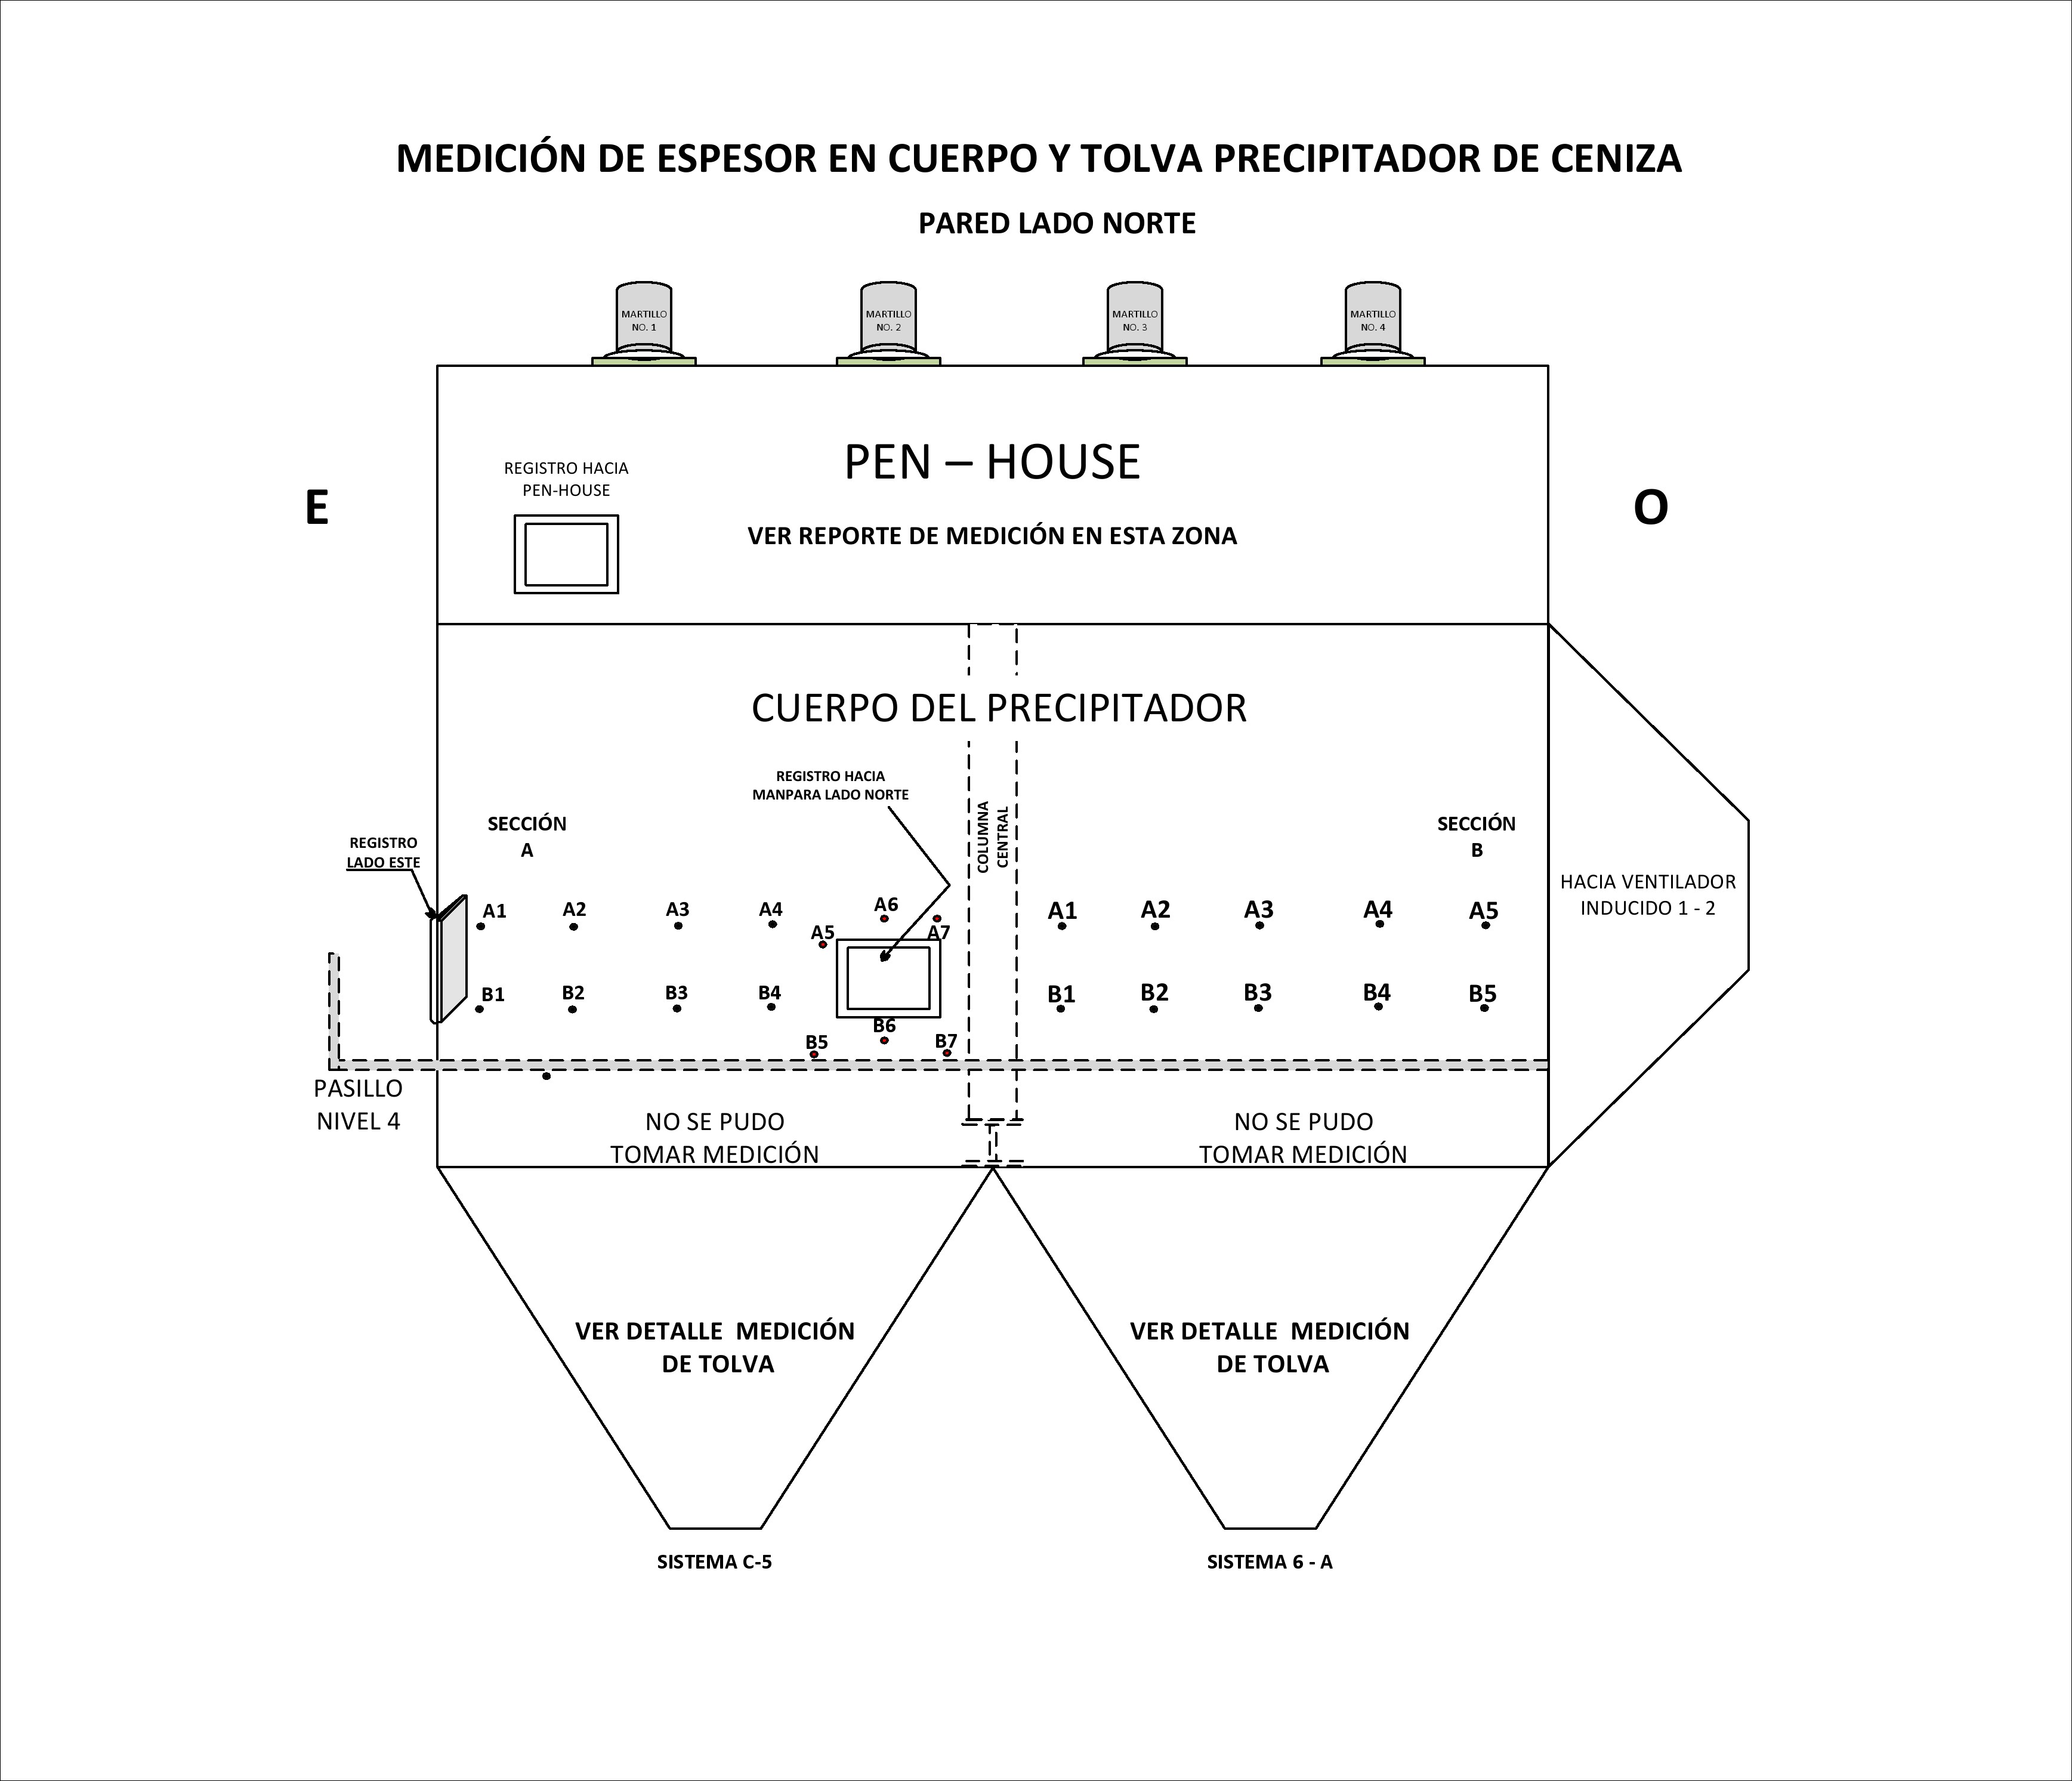 MEDICIÓN DE ESPESOR EN CUERPO Y TOLVA PRECIPITADOR DE CENIZA
PARED LADO NORTE
MARTILLO
NO. 1
MARTILLO
NO. 2
MARTILLO
NO. 3
MARTILLO
NO. 4
PEN – HOUSE
REGISTRO HACIA
PEN-HOUSE
E
O
VER REPORTE DE MEDICIÓN EN ESTA ZONA
CUERPO DEL PRECIPITADOR
REGISTRO HACIA
MANPARA LADO NORTE
COLUMNA
CENTRAL
SECCIÓN
A
SECCIÓN
B
REGISTRO
LADO ESTE
HACIA VENTILADOR
INDUCIDO 1 - 2
A1 A2 A3 A4 A5 A6 A7
A1 A2 A3 A4 A5
B1 B2 B3 B4 B5 B6 B7
B1 B2 B3 B4 B5
PASILLO
NIVEL 4
NO SE PUDO
TOMAR MEDICIÓN
NO SE PUDO
TOMAR MEDICIÓN
VER DETALLE MEDICIÓN
DE TOLVA
VER DETALLE MEDICIÓN
DE TOLVA
SISTEMA C-5
SISTEMA 6 - A